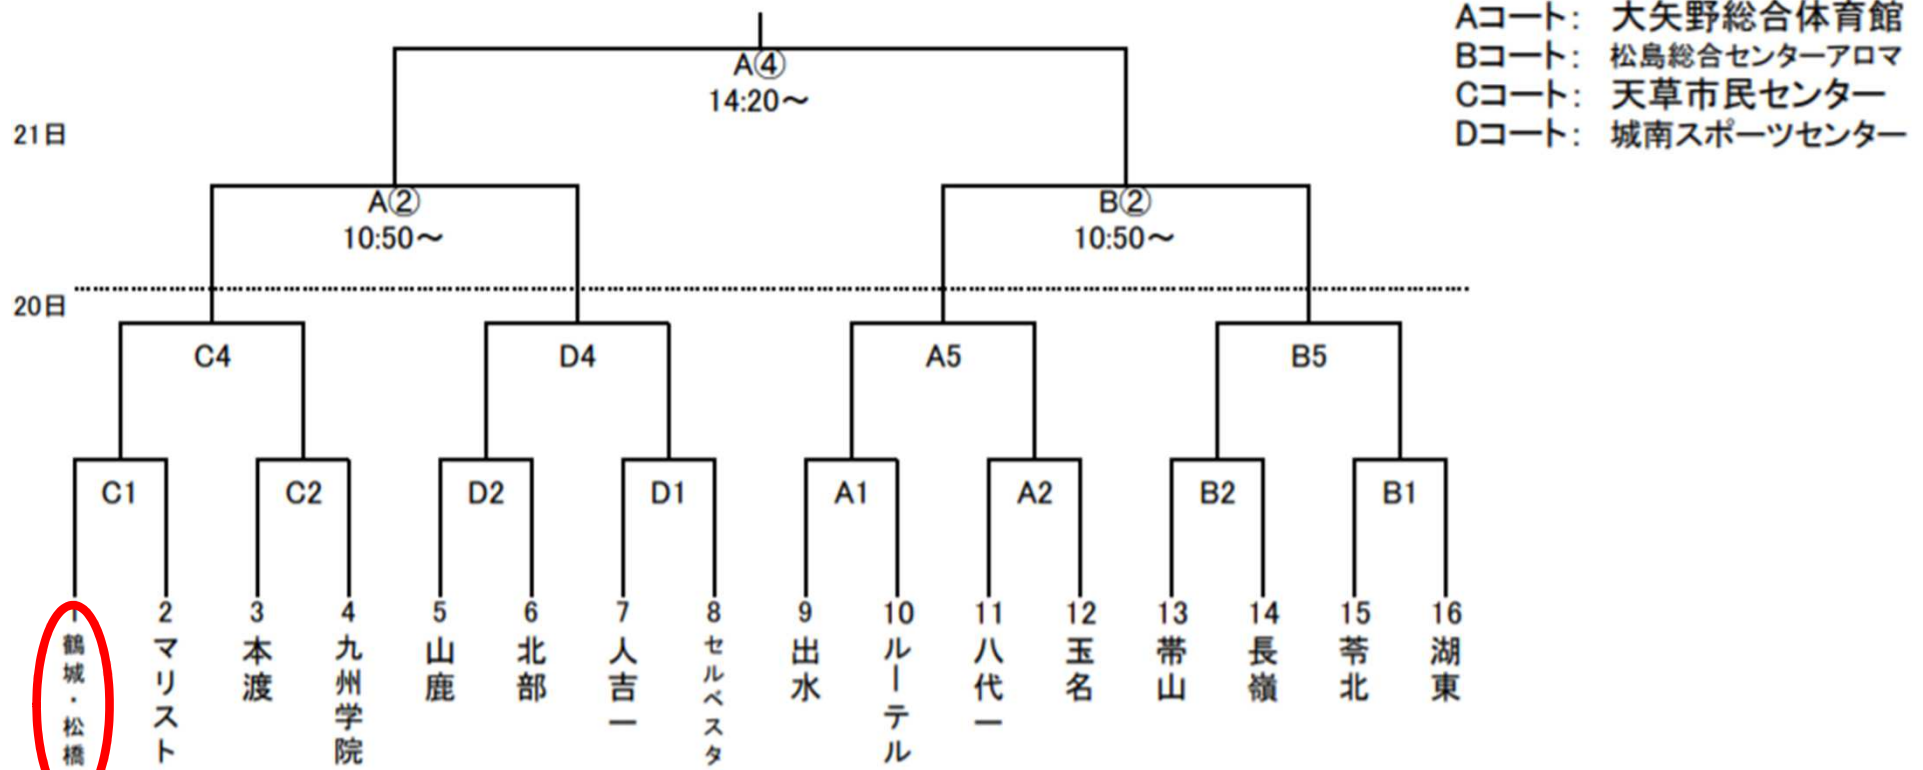 Aコート： 大矢野総合体育館
Bコート： 松島総合センターアロマ
Cコート： 天草市民センター
Dコート： 城南スポーツセンター
A④
14:20～
21日
A②
10:50～
B②
10:50～
20日
C4
D4
A5
B5
C1
C2
D2
D1
A1
A2
B2
B1
1
鶴城・松橋
2
マリスト
3
本渡
4
九州学院
5
山鹿
6
北部
7
人吉一
8
セルベスタ
9
出水
10
ルーテル
11
八代一
12
玉名
13
帯山
14
長嶺
15
苓北
16
湖東